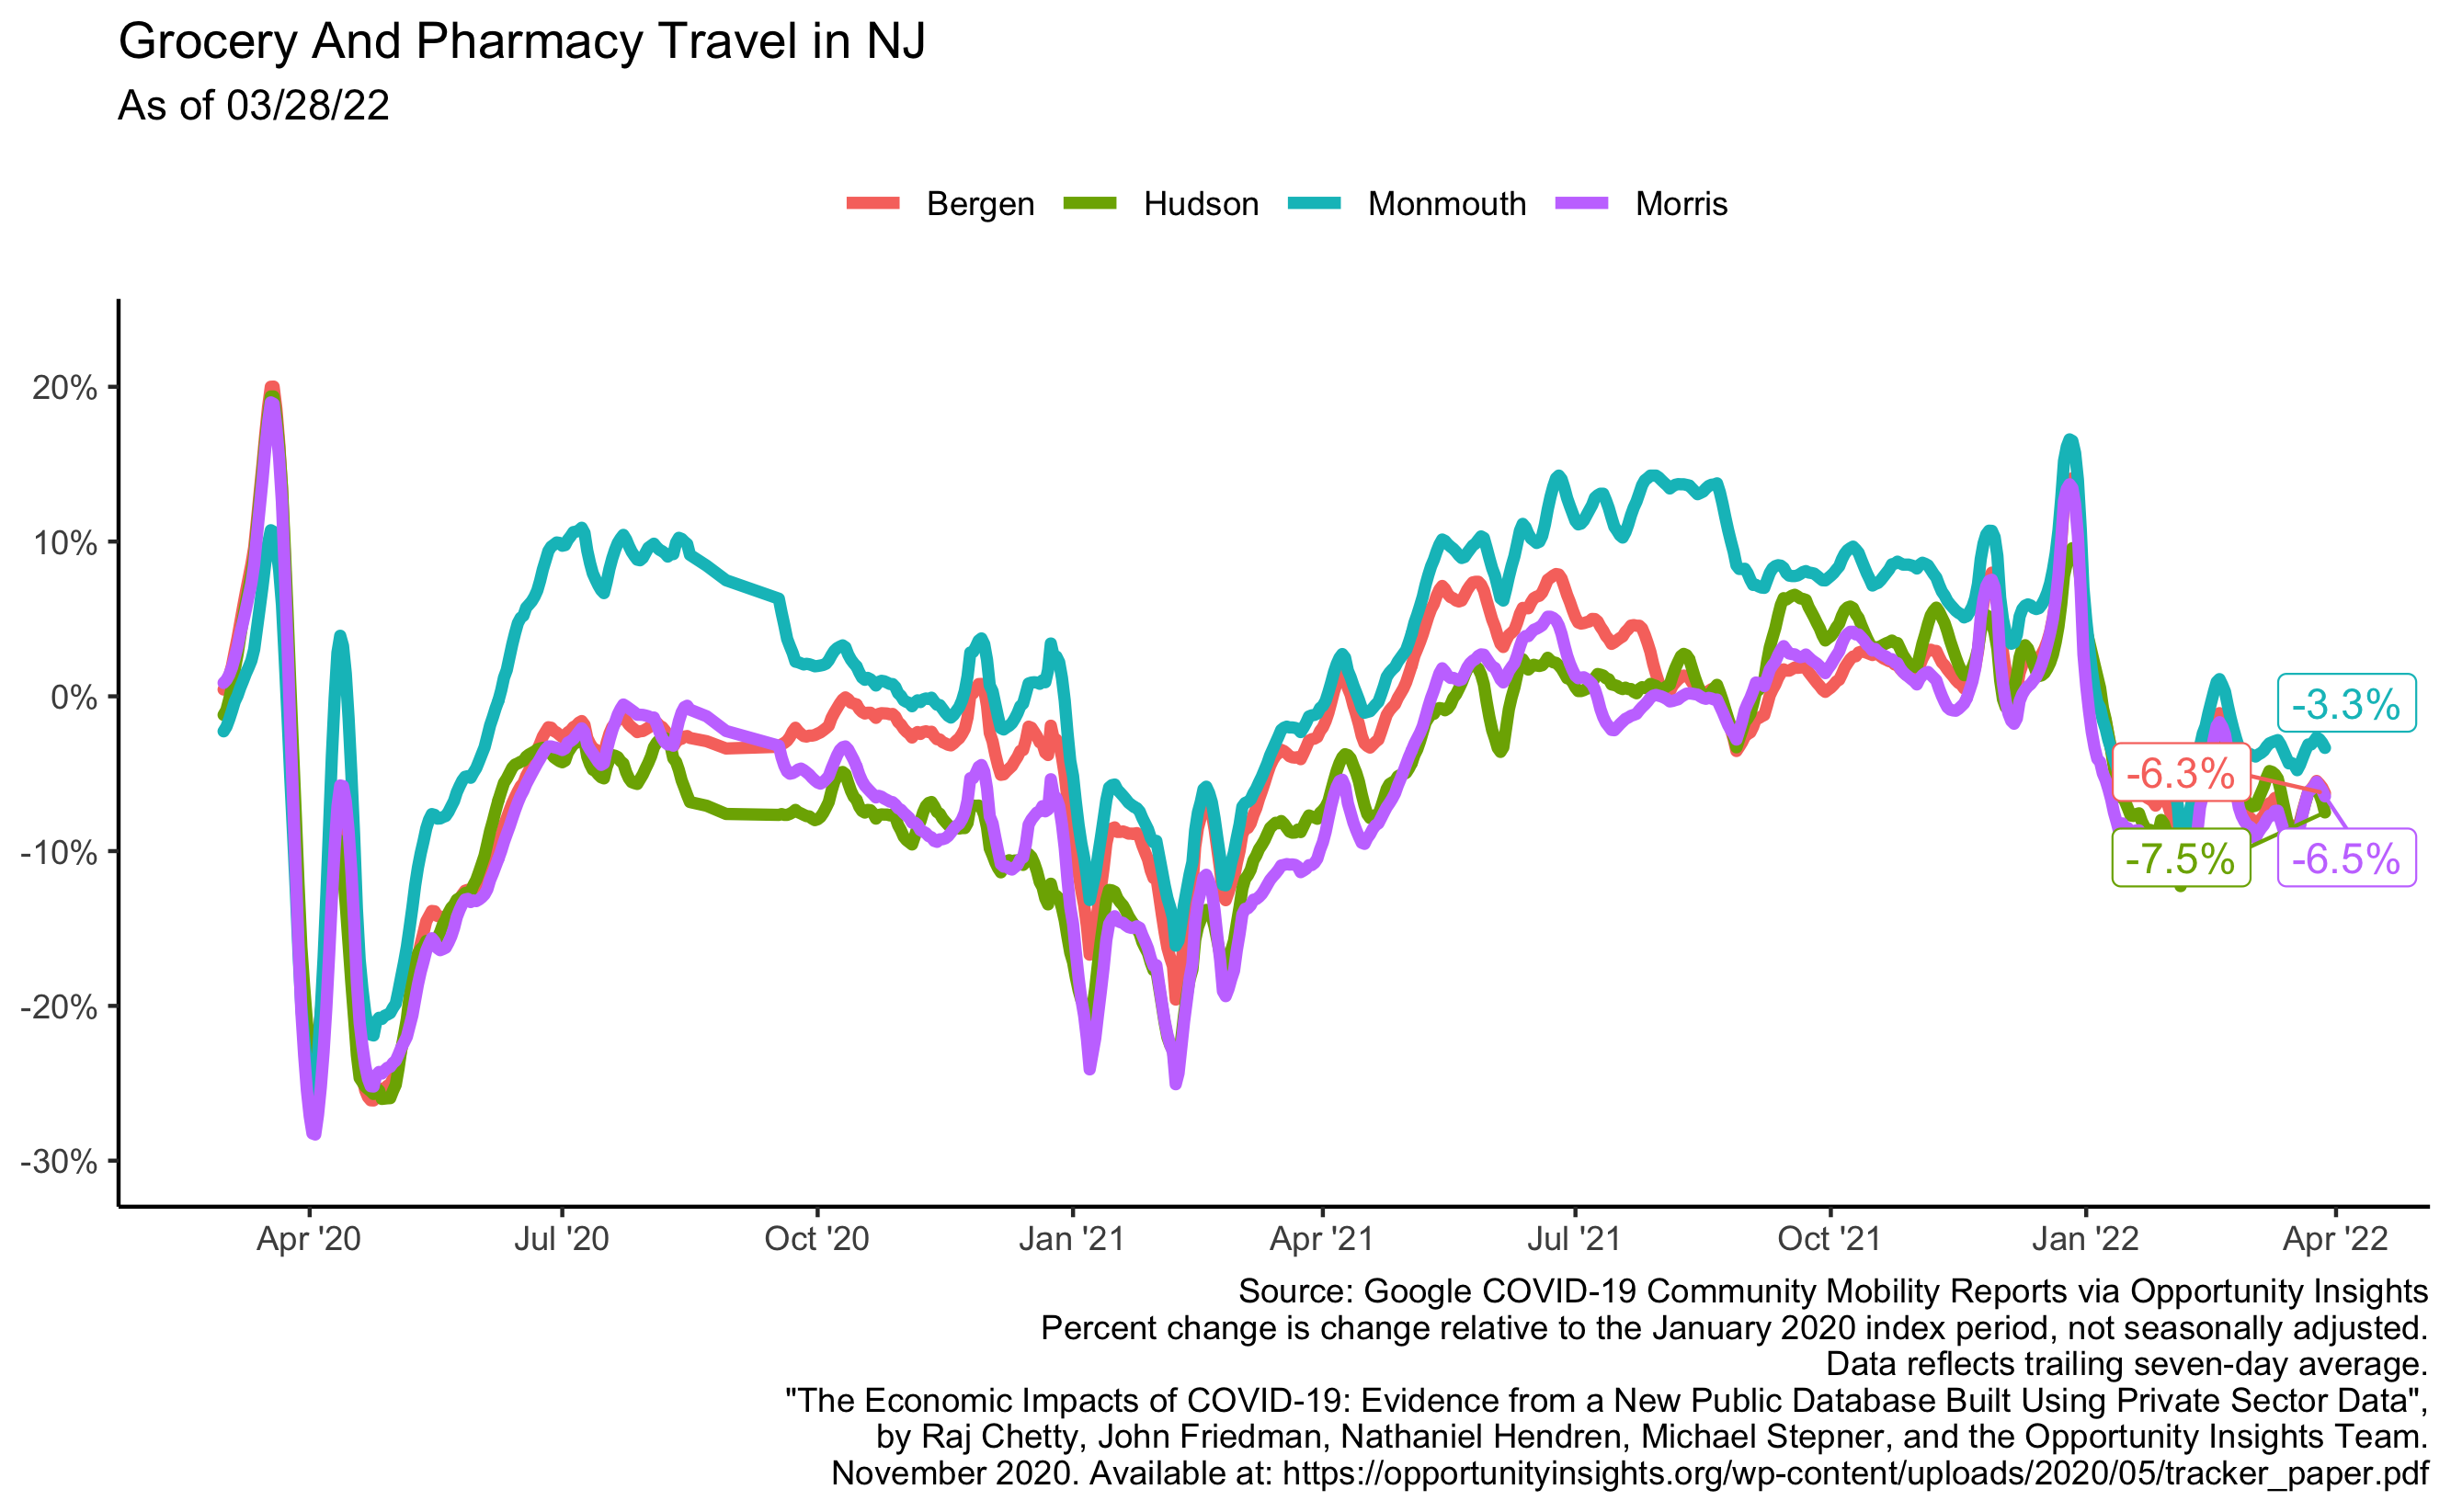 Grocery And Pharmacy Travel in NJ
As of 03/28/22
Bergen Hudson Monmouth Morris
20%
10%
0%
-10%
-20%
-30%
-3.3%
-6.3%
-7.5%
-6.5%
Apr '20 Jul '20 Oct '20 Jan '21 Apr '21 Jul '21 Oct '21 Jan '22 Apr '22
Source: Google COVID-19 Community Mobility Reports via Opportunity Insights
Percent change is change relative to the January 2020 index period, not seasonally adjusted.
Data reflects trailing seven-day average.
"The Economic Impacts of COVID-19: Evidence from a New Public Database Built Using Private Sector Data",
by Raj Chetty, John Friedman, Nathaniel Hendren, Michael Stepner, and the Opportunity Insights Team.
November 2020. Available at: https://opportunityinsights.org/wp-content/uploads/2020/05/tracker_paper.pdf